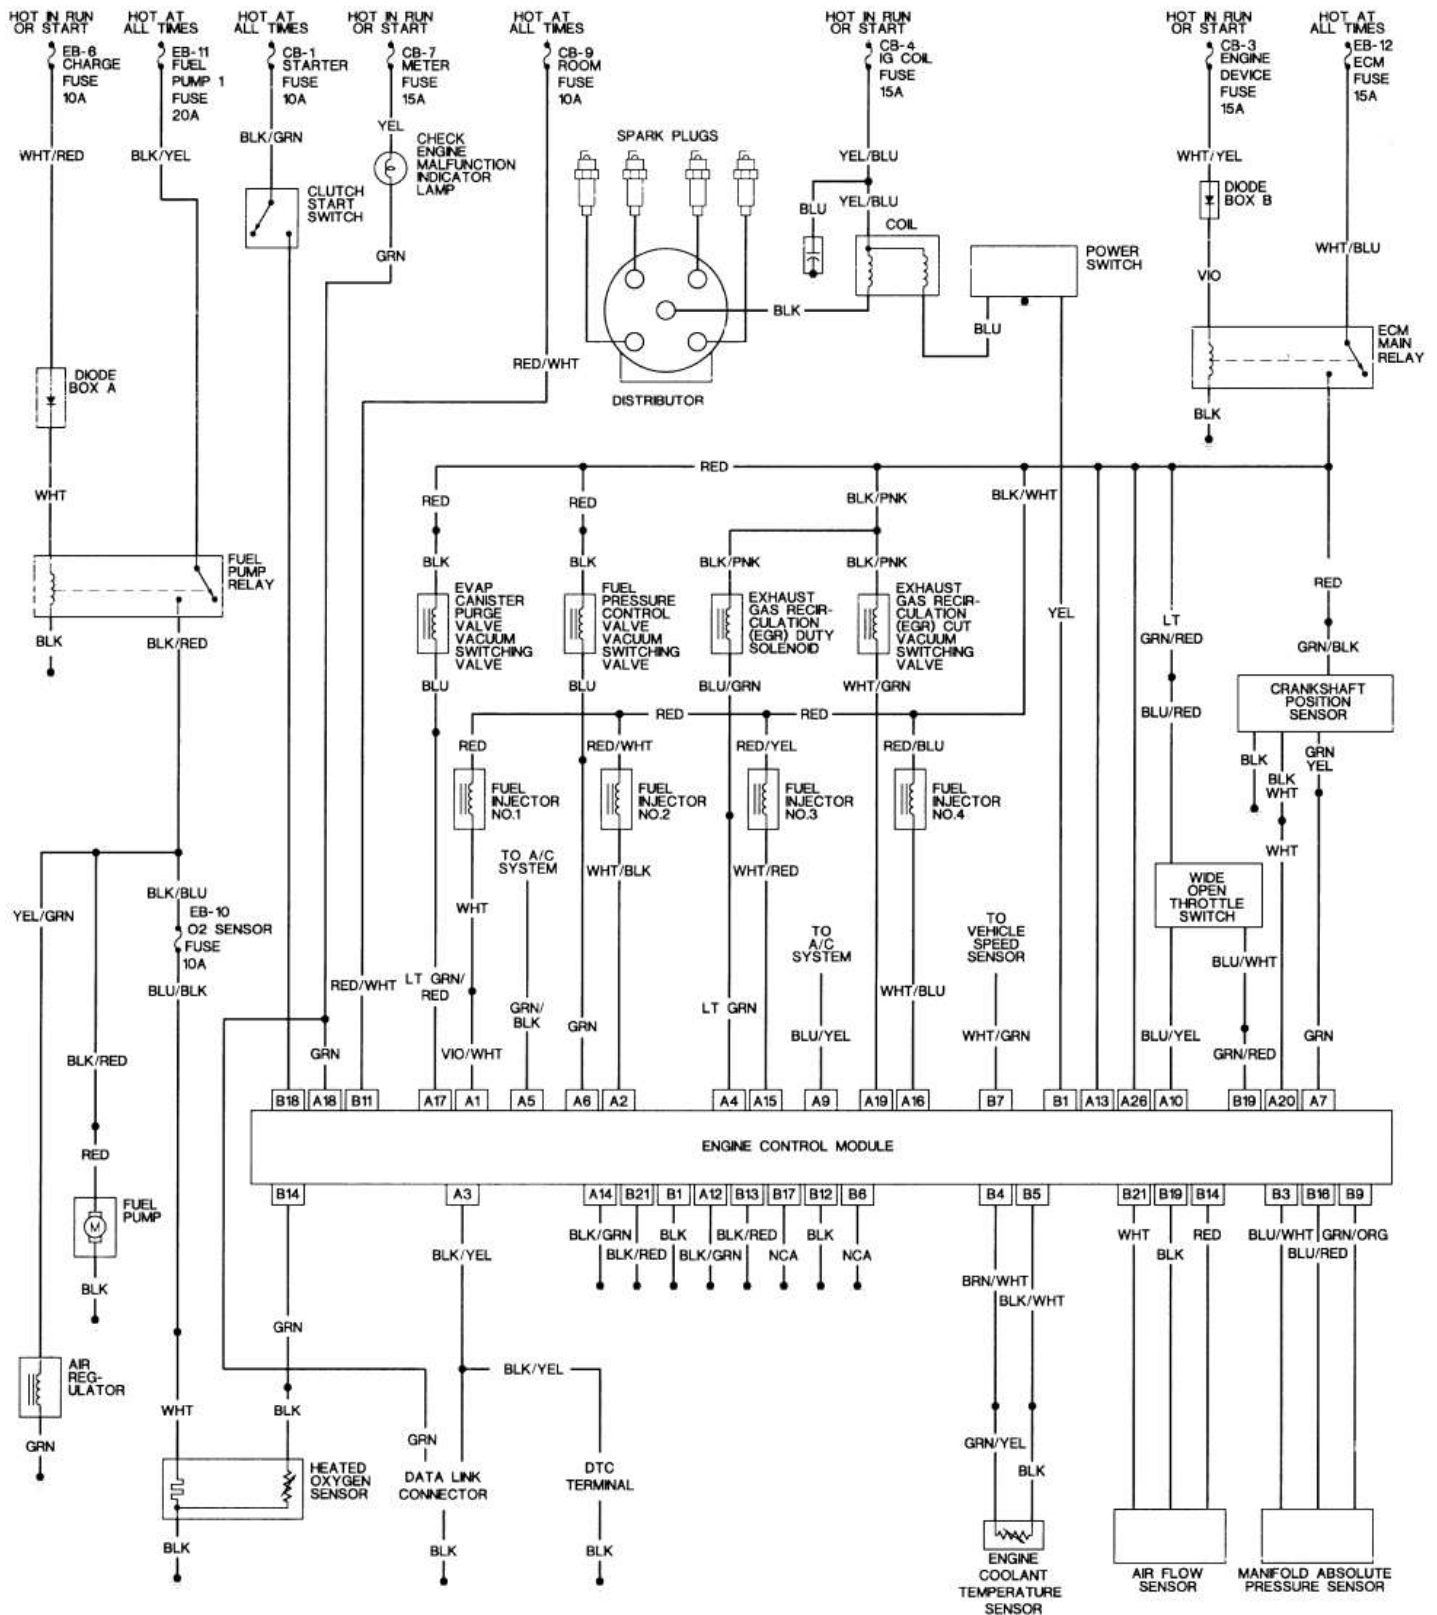 HOT IN RUN
OR START
HOT AT
ALL TIMES
HOT AT
ALL TIMES
HOT IN RUN
OR START
HOT AT
ALL TIMES
HOT IN RUN
OR START
HOT IN RUN
OR START
HOT AT
ALL TIMES
EB-6
CHARGE
FUSE
10A
EB-11
FUEL
PUMP 1
FUSE
20A
CB-1
STARTER
FUSE
10A
CB-7
METER
FUSE
15A
CB-9
ROOM
FUSE
10A
CB-4
IG COIL
FUSE
15A
CB-3
ENGINE
DEVICE
FUSE
15A
EB-12
ECM
FUSE
15A
WHT/RED
BLK/YEL
BLK/GRN
YEL
CHECK
ENGINE
MALFUNCTION
INDICATOR
LAMP
SPARK PLUGS
YEL/BLU
WHT/YEL
CLUTCH
START
SWITCH
BLU
YEL/BLU
DIODE
BOX B
COIL
GRN
POWER
SWITCH
WHT/BLU
VIO
BLK
BLU
ECM
MAIN
RELAY
RED/WHT
DIODE
BOX A
DISTRIBUTOR
BLK
WHT
RED
RED
RED
BLK/PNK
BLK/WHT
FUEL
PUMP
RELAY
BLK
BLK
BLK/PNK
BLK/PNK
RED
EVAP
CANISTER
PURGE
VALVE
VACUUM
SWITCHING
VALVE
FUEL
PRESSURE
CONTROL
VALVE
VACUUM
SWITCHING
VALVE
EXHAUST
GAS RECIR-
CULATION
(EGR) DUTY
SOLENOID
EXHAUST
GAS RECIR-
CULATION
(EGR) CUT
VACUUM
SWITCHING
VALVE
YEL
LT
GRN/RED
BLK
BLK/RED
GRN/BLK
BLU
BLU
BLU/GRN
WHT/GRN
CRANKSHAFT
POSITION
SENSOR
RED
RED
BLU/RED
RED
RED/WHT
RED/YEL
RED/BLU
BLK
BLK
WHT
GRN
YEL
FUEL
INJECTOR
NO.1
FUEL
INJECTOR
NO.2
FUEL
INJECTOR
NO.3
FUEL
INJECTOR
NO.4
TO A/C
SYSTEM
WHT/BLK
WHT/RED
WHT
BLK/BLU
WIDE
OPEN
THROTTLE
SWITCH
YEL/GRN
EB-10
O2 SENSOR
FUSE
10A
WHT
TO
A/C
SYSTEM
TO
VEHICLE
SPEED
SENSOR
BLU/WHT
BLU/BLK
RED/WHT
LT GRN/
RED
WHT/BLU
GRN/
BLK
LT GRN
GRN
BLU/YEL
WHT/GRN
BLU/YEL
GRN
BLK/RED
GRN
VIO/WHT
GRN/RED
B18
A18
B11
A17
A1
A5
A6
A2
A4
A15
A9
A19
A16
B7
B1
A13
A26
A10
B19
A20
A7
ENGINE CONTROL MODULE
RED
B14
A3
A14
B21
B1
A12
B13
B17
B12
B6
B4
B5
B21
B19
B14
B3
B16
B9
FUEL
PUMP
M
BLK/YEL
BLK/GRN
BLK/RED
BLK
BLK/GRN
BLK/RED
NCA
BLK
NCA
WHT
BLK
RED
BLU/WHT
BLU/RED
GRN/ORG
BLK
BRN/WHT
BLK/WHT
GRN
AIR
REG-
ULATOR
BLK/YEL
WHT
BLK
GRN
GRN
GRN/YEL
BLK
HEATED
OXYGEN
SENSOR
DATA LINK
CONNECTOR
DTC
TERMINAL
BLK
BLK
BLK
ENGINE
COOLANT
TEMPERATURE
SENSOR
AIR FLOW
SENSOR
MANIFOLD ABSOLUTE
PRESSURE SENSOR